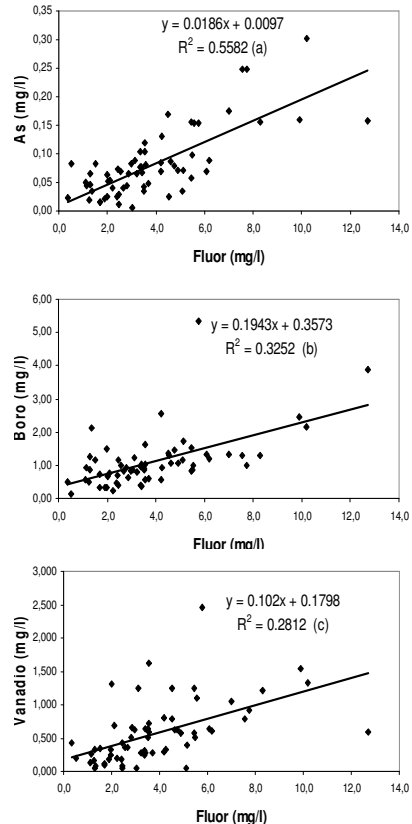 0,35
0,30
0,25
0,20
0,15
0,10
0,05
0,00
As (mg/l)
y = 0.0186x + 0.0097
R² = 0.5582 (a)
0,0 2,0 4,0 6,0 8,0 10,0 12,0 14,0
Fluor (mg/l)
6,00
5,00
4,00
3,00
2,00
1,00
0,00
Boro (mg/l)
y = 0.1943x + 0.3573
R² = 0.3252 (b)
0,0 2,0 4,0 6,0 8,0 10,0 12,0 14,0
Fluor (mg/l)
3,000
2,500
2,000
1,500
1,000
0,500
0,000
Vanadio (mg/l)
y = 0.102x + 0.1798
R² = 0.2812 (c)
0,0 2,0 4,0 6,0 8,0 10,0 12,0 14,0
Fluor (mg/l)